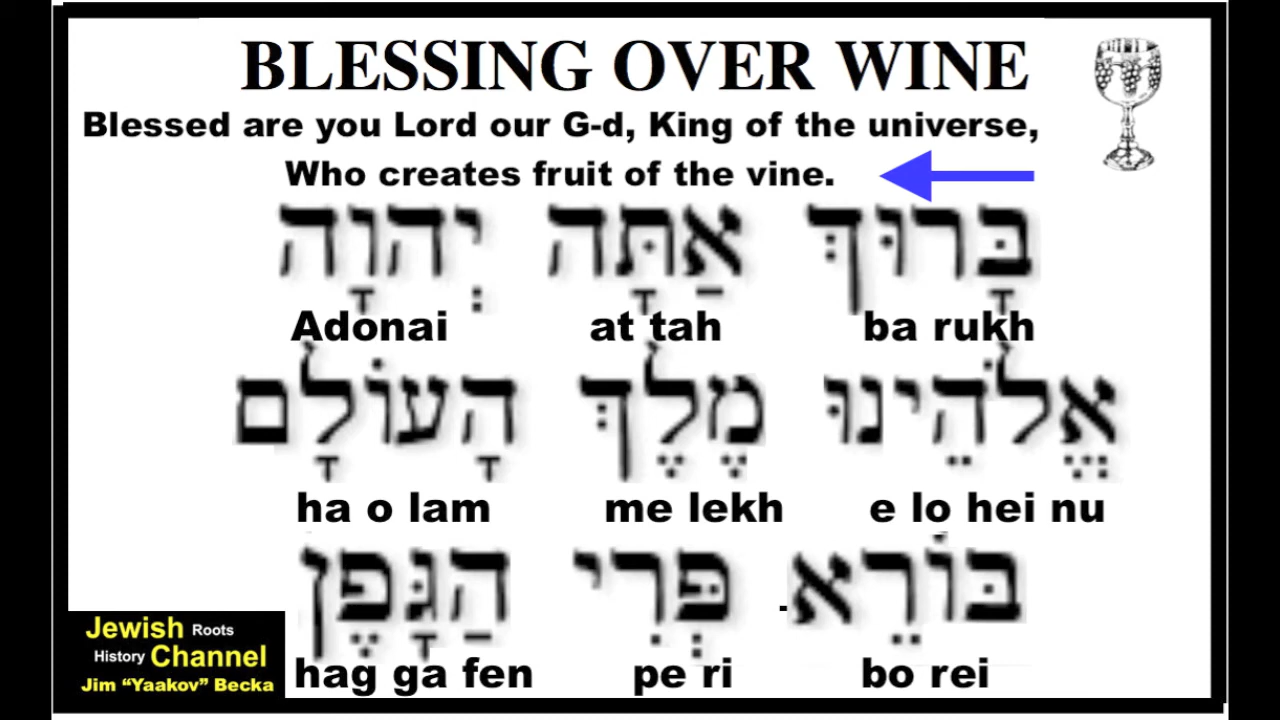 BLESSING OVER WINE
Blessed are you Lord our G-d, King of the universe,
Who creates fruit of the vine.
בָּרוּךְ אַתָּה יְהוָה
Adonai at tah ba rukh
אֱלֹהֵינוּ מֶלֶךְ הָעוֹלָם
ha o lam me lekh e lo hei nu
בּוֹרֵא פְּרִי הַגָּפֶן
hag ga fen pe ri bo rei
Jewish Roots
History Channel
Jim “Yaakov” Becka